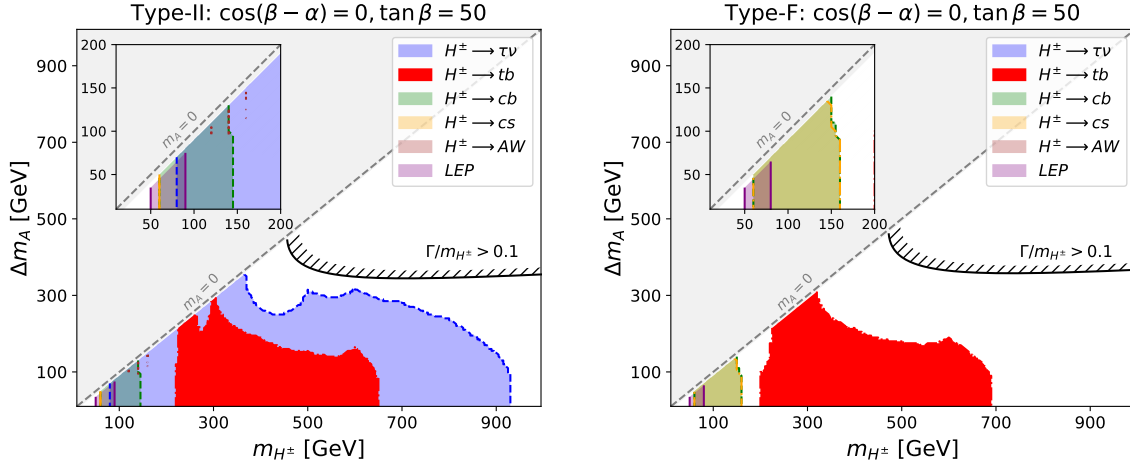 Type-II: cos(β − α) = 0, tan β = 50
900
700
500
300
100
Δm_A [GeV]
200
150
100
50
50 100 150 200
m_A = 0
H± → τν
H± → tb
H± → cb
H± → cs
H± → AW
LEP
Γ/m_H± > 0.1
m_A = 0
100 300 500 700 900
m_H± [GeV]
Type-F: cos(β − α) = 0, tan β = 50
900
700
500
300
100
Δm_A [GeV]
200
150
100
50
50 100 150 200
m_A = 0
H± → τν
H± → tb
H± → cb
H± → cs
H± → AW
LEP
Γ/m_H± > 0.1
m_A = 0
100 300 500 700 900
m_H± [GeV]